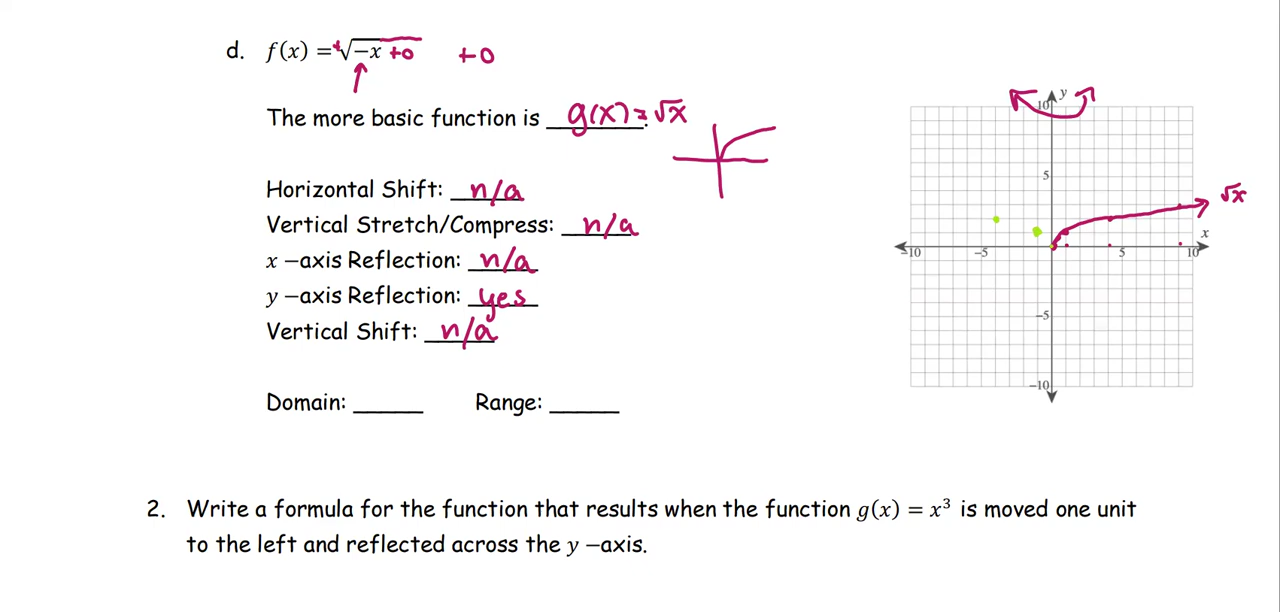 d. f(x) = +√−x +0 +0
The more basic function is g(x) = √x.
Horizontal Shift: n/a
Vertical Stretch/Compress: n/a
x −axis Reflection: n/a
y −axis Reflection: yes
Vertical Shift: n/a
Domain: ______ Range: ______
y
10
5
√x
x
−10 −5 5 10
−5
−10
2. Write a formula for the function that results when the function g(x) = x³ is moved one unit
to the left and reflected across the y −axis.